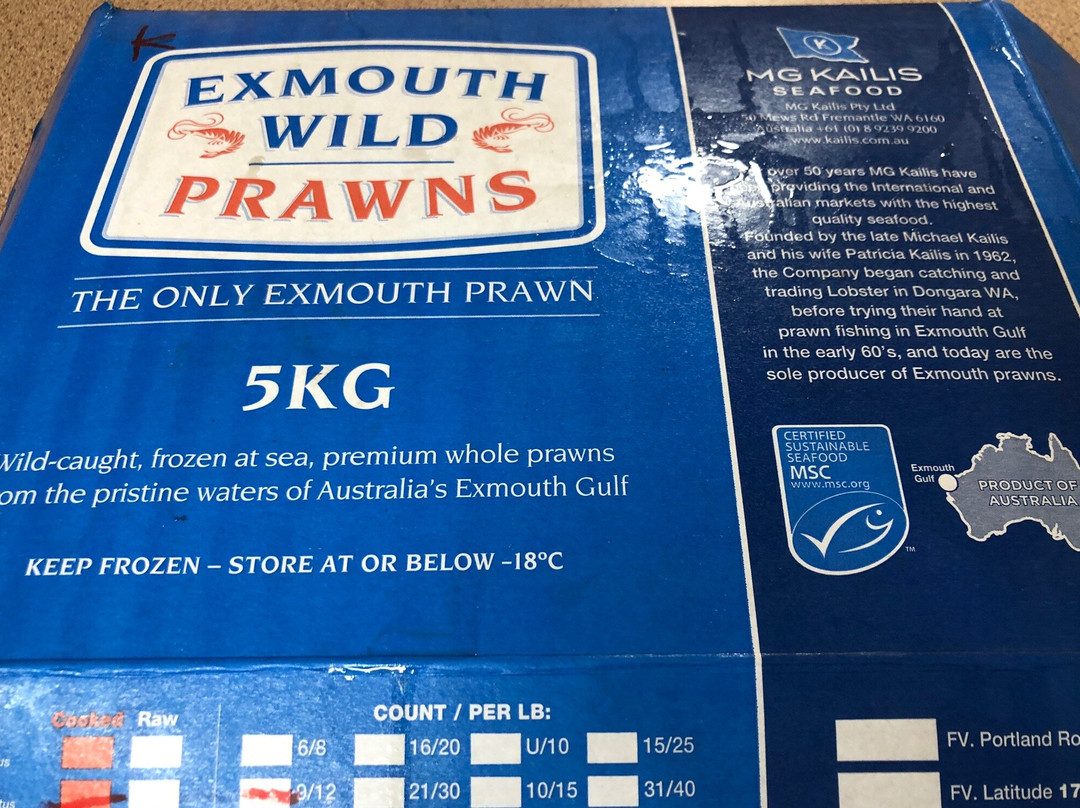 K
EXMOUTH
WILD
PRAWNS
THE ONLY EXMOUTH PRAWN
5KG
Wild-caught, frozen at sea, premium whole prawns
om the pristine waters of Australia's Exmouth Gulf
KEEP FROZEN – STORE AT OR BELOW -18ºC
K
MG KAILIS
SEAFOOD
MG Kailis Pty Ltd
50 Mews Rd Fremantle WA 6160
Australia +61 (0) 8 9239 9200
www.kailis.com.au
over 50 years MG Kailis have
providing the International and
Australian markets with the highest
quality seafood.
Founded by the late Michael Kailis
and his wife Patricia Kailis in 1962,
the Company began catching and
trading Lobster in Dongara WA,
before trying their hand at
prawn fishing in Exmouth Gulf
in the early 60's, and today are the
sole producer of Exmouth prawns.
CERTIFIED
SUSTAINABLE
SEAFOOD
MSC
www.msc.org
TM
Exmouth
Gulf
PRODUCT OF
AUSTRALIA
Cooked Raw
COUNT / PER LB:
us
6/8 16/20 U/10 15/25
FV. Portland Ro
tus
9/12 21/30 10/15 31/40
FV. Latitude 17